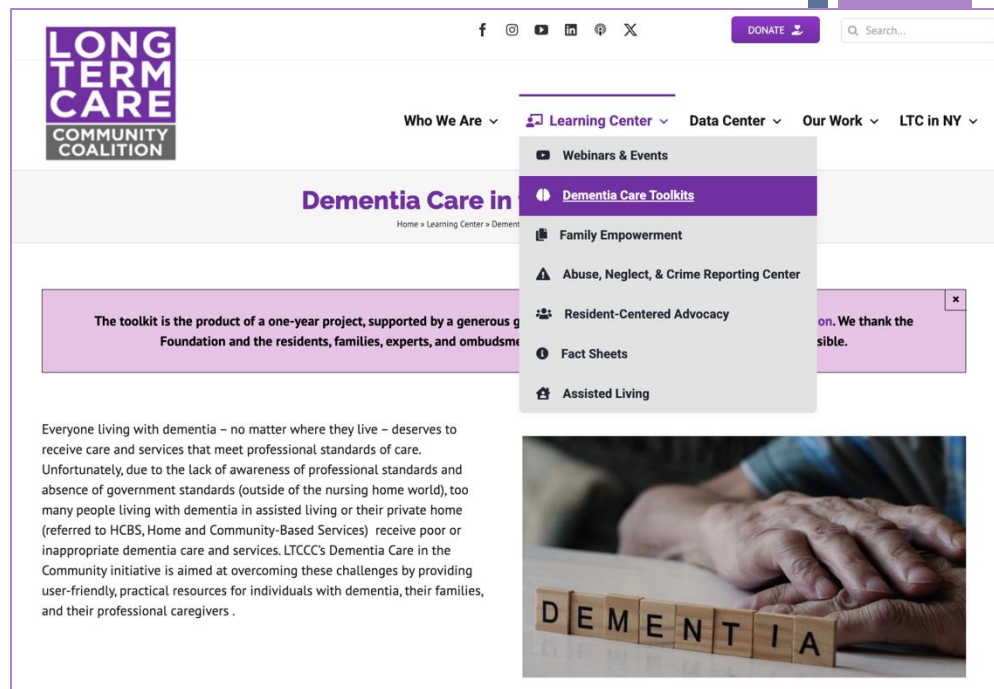 LONG
TERM
CARE
COMMUNITY
COALITION
DONATE
Search...
Who We Are
Learning Center
Data Center
Our Work
LTC in NY
Webinars & Events
Dementia Care Toolkits
Family Empowerment
Abuse, Neglect, & Crime Reporting Center
Resident-Centered Advocacy
Fact Sheets
Assisted Living
Dementia Care in
Home » Learning Center » Dement
The toolkit is the product of a one-year project, supported by a generous g on. We thank the
Foundation and the residents, families, experts, and ombudsme sible.
Everyone living with dementia – no matter where they live – deserves to
receive care and services that meet professional standards of care.
Unfortunately, due to the lack of awareness of professional standards and
absence of government standards (outside of the nursing home world), too
many people living with dementia in assisted living or their private home
(referred to HCBS, Home and Community-Based Services) receive poor or
inappropriate dementia care and services. LTCCC's Dementia Care in the
Community initiative is aimed at overcoming these challenges by providing
user-friendly, practical resources for individuals with dementia, their families,
and their professional caregivers .
DEMENTIA